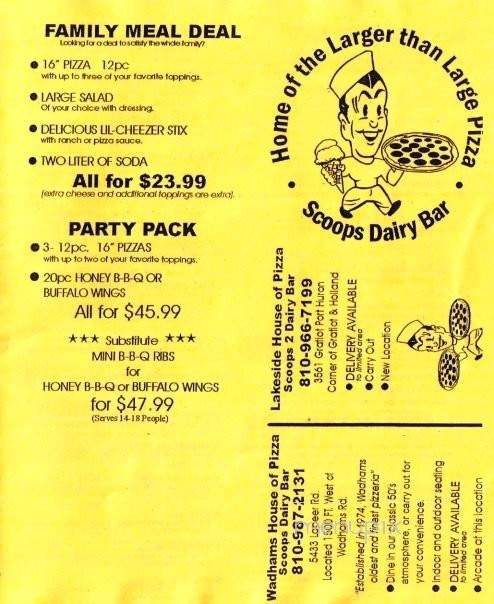 FAMILY MEAL DEAL
Looking for a deal to satisfy the whole family?
● 16" PIZZA 12pc
with up to three of your favorite toppings.
● LARGE SALAD
Of your choice with dressing.
● DELICIOUS LIL-CHEEZER STIX
with ranch or pizza sauce.
● TWO LITER OF SODA
All for $23.99
(extra cheese and additional toppings are extra).
PARTY PACK
● 3- 12pc. 16" PIZZAS
with up to two of your favorite toppings.
● 20pc HONEY B-B-Q OR
BUFFALO WINGS
All for $45.99
★★★ Substitute ★★★
MINI B-B-Q RIBS
for
HONEY B-B-Q or BUFFALO WINGS
for $47.99
(Serves 14-18 People)
Home of the Larger than Large Pizza
• Scoops Dairy Bar •
Lakeside House of Pizza
Scoops 2 Dairy Bar
810-966-7199
3561 Gratiot Port Huron
Corner of Gratiot & Holland
● DELIVERY AVAILABLE
to limited area
● Carry Out
● New Location
Wadhams House of Pizza
Scoops Dairy Bar
810-987-2131
5433 Lapeer Rd.
Located 1500 FT. West of
Wadhams Rd.
"Established in 1974, Wadhams
oldest and finest pizzeria"
● Dine in our classic 50's
atmosphere, or carry out for
your convenience.
● Indoor and outdoor seating
● DELIVERY AVAILABLE
to limited area
● Arcade at this location